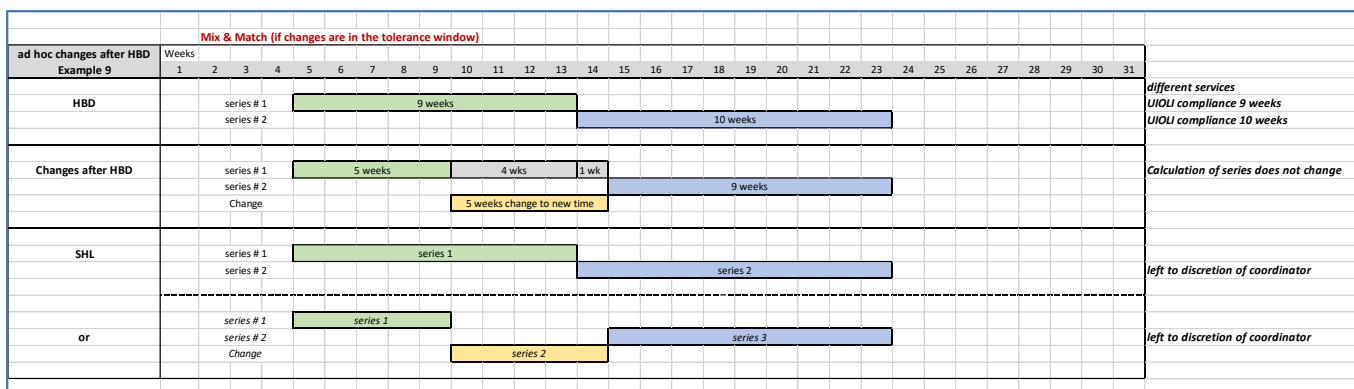 Mix & Match (if changes are in the tolerance window)
ad hoc changes after HBD Weeks
Example 9 1 2 3 4 5 6 7 8 9 10 11 12 13 14 15 16 17 18 19 20 21 22 23 24 25 26 27 28 29 30 31
different services
HBD series # 1 9 weeks UIOLI compliance 9 weeks
series # 2 10 weeks UIOLI compliance 10 weeks
Changes after HBD series # 1 5 weeks 4 wks 1 wk Calculation of series does not change
series # 2 9 weeks
Change 5 weeks change to new time
SHL series # 1 series 1
series # 2 series 2 left to discretion of coordinator
series # 1 series 1
or series # 2 series 3 left to discretion of coordinator
Change series 2